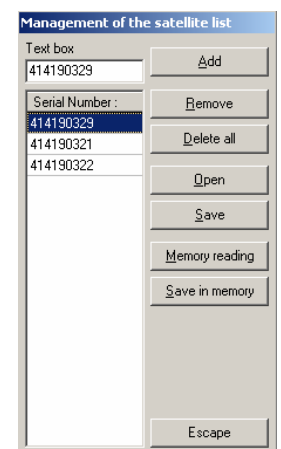 Management of the satellite list
Text box
414190329
Add
Serial Number :
414190329
414190321
414190322
Remove
Delete all
Open
Save
Memory reading
Save in memory
Escape